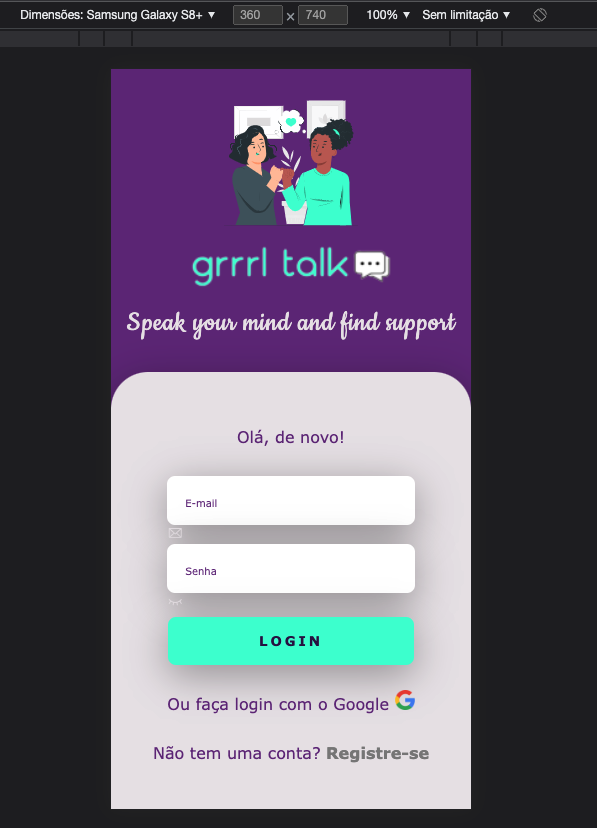 Dimensões: Samsung Galaxy S8+ ▼ 360 × 740 100% ▼ Sem limitação ▼
grrrl talk
Speak your mind and find support
Olá, de novo!
E-mail
Senha
LOGIN
Ou faça login com o Google
Não tem uma conta? Registre-se